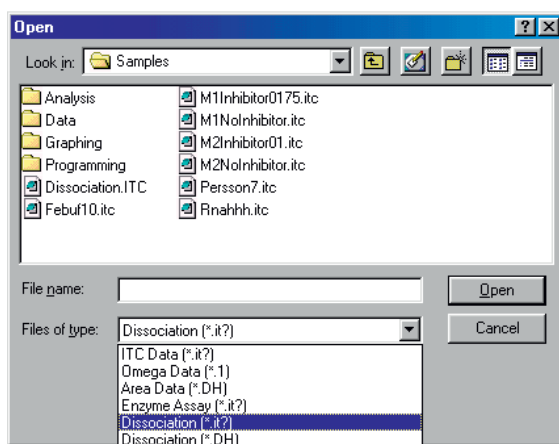 Open
Look in: Samples
Analysis
Data
Graphing
Programming
Dissociation.ITC
Febuf10.itc
M1Inhibitor0175.itc
M1NoInhibitor.itc
M2Inhibitor01.itc
M2NoInhibitor.itc
Persson7.itc
Rnahhh.itc
File name:
Open
Files of type: Dissociation (*.it?)
Cancel
ITC Data (*.it?)
Omega Data (*.1)
Area Data (*.DH)
Enzyme Assay (*.it?)
Dissociation (*.it?)
Dissociation (*.DH)